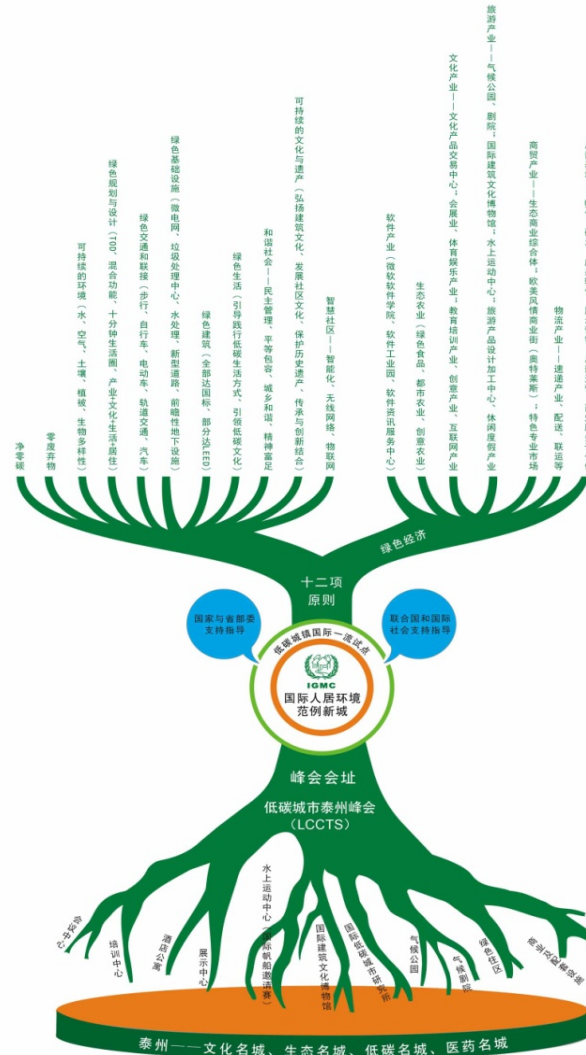 净零碳
零废弃物
可持续的环境(水、空气、土壤、植被、生物多样性)
绿色规划与设计(TOD、混合功能、十分钟生活圈、产业+文化+生活+居住)
绿色交通和联接(步行、自行车、电动车、轨道交通、汽车)
绿色基础设施(微电网、垃圾处理中心、水处理、新型道路、前瞻性地下设施)
绿色建筑(全部达国标、部分达LEED)
绿色生活(引导践行低碳生活方式、引领低碳文化)
和谐社会——民主管理、平等包容、城乡和谐、精神富足
可持续的文化与遗产(弘扬建筑文化、发展社区文化、保护历史遗产、传承与创新结合)
智慧社区——智能化、无线网络、物联网
软件产业(微软软件学院、软件工业园、软件资讯服务中心)
生态农业(绿色食品、都市农业、创意农业)
文化产业——文化产品交易中心;会展业、体育娱乐产业;教育培训产业、创意产业、互联网产业
旅游产业——气候公园、剧院;国际建筑文化博物馆;水上运动中心;旅游产品设计加工中心、休闲度假产业
商贸产业——生态商业综合体;欧美风情商业街(奥特莱斯);特色专业市场
物流产业——速递产业、配送、联运等
绿色经济
十二项
原则
国家与省部委
支持指导
联合国和国际
社会支持指导
低碳城镇国际一流试点
IGMC
国际人居环境
范例新城
峰会会址
低碳城市泰州峰会
(LCCTS)
会议中心
培训中心
酒店公寓
展示中心
水上运动中心(国际帆船邀请赛)
国际建筑文化博物馆
国际低碳城市研究所
气候公园
气候剧院
绿色住区
商业及配套设施
泰州——文化名城、生态名城、低碳名城、医药名城